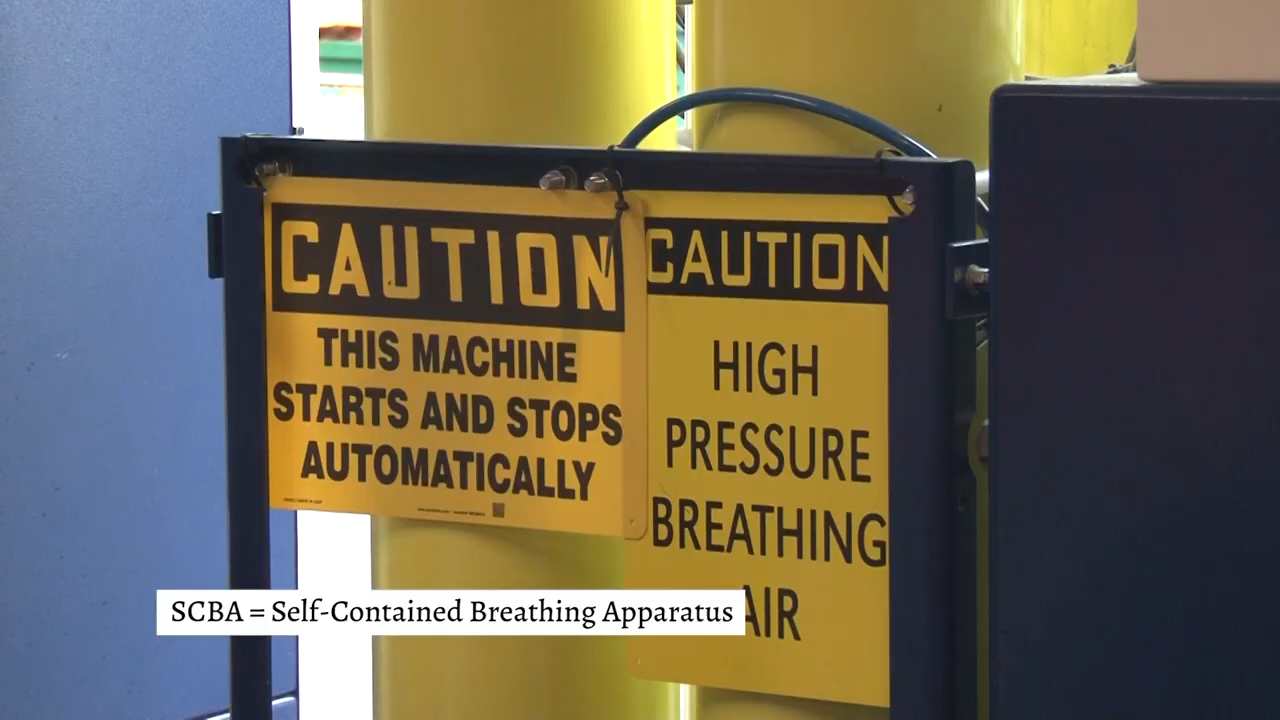 CAUTION
THIS MACHINE
STARTS AND STOPS
AUTOMATICALLY
CAUTION
HIGH
PRESSURE
BREATHING
AIR
SCBA = Self-Contained Breathing Apparatus